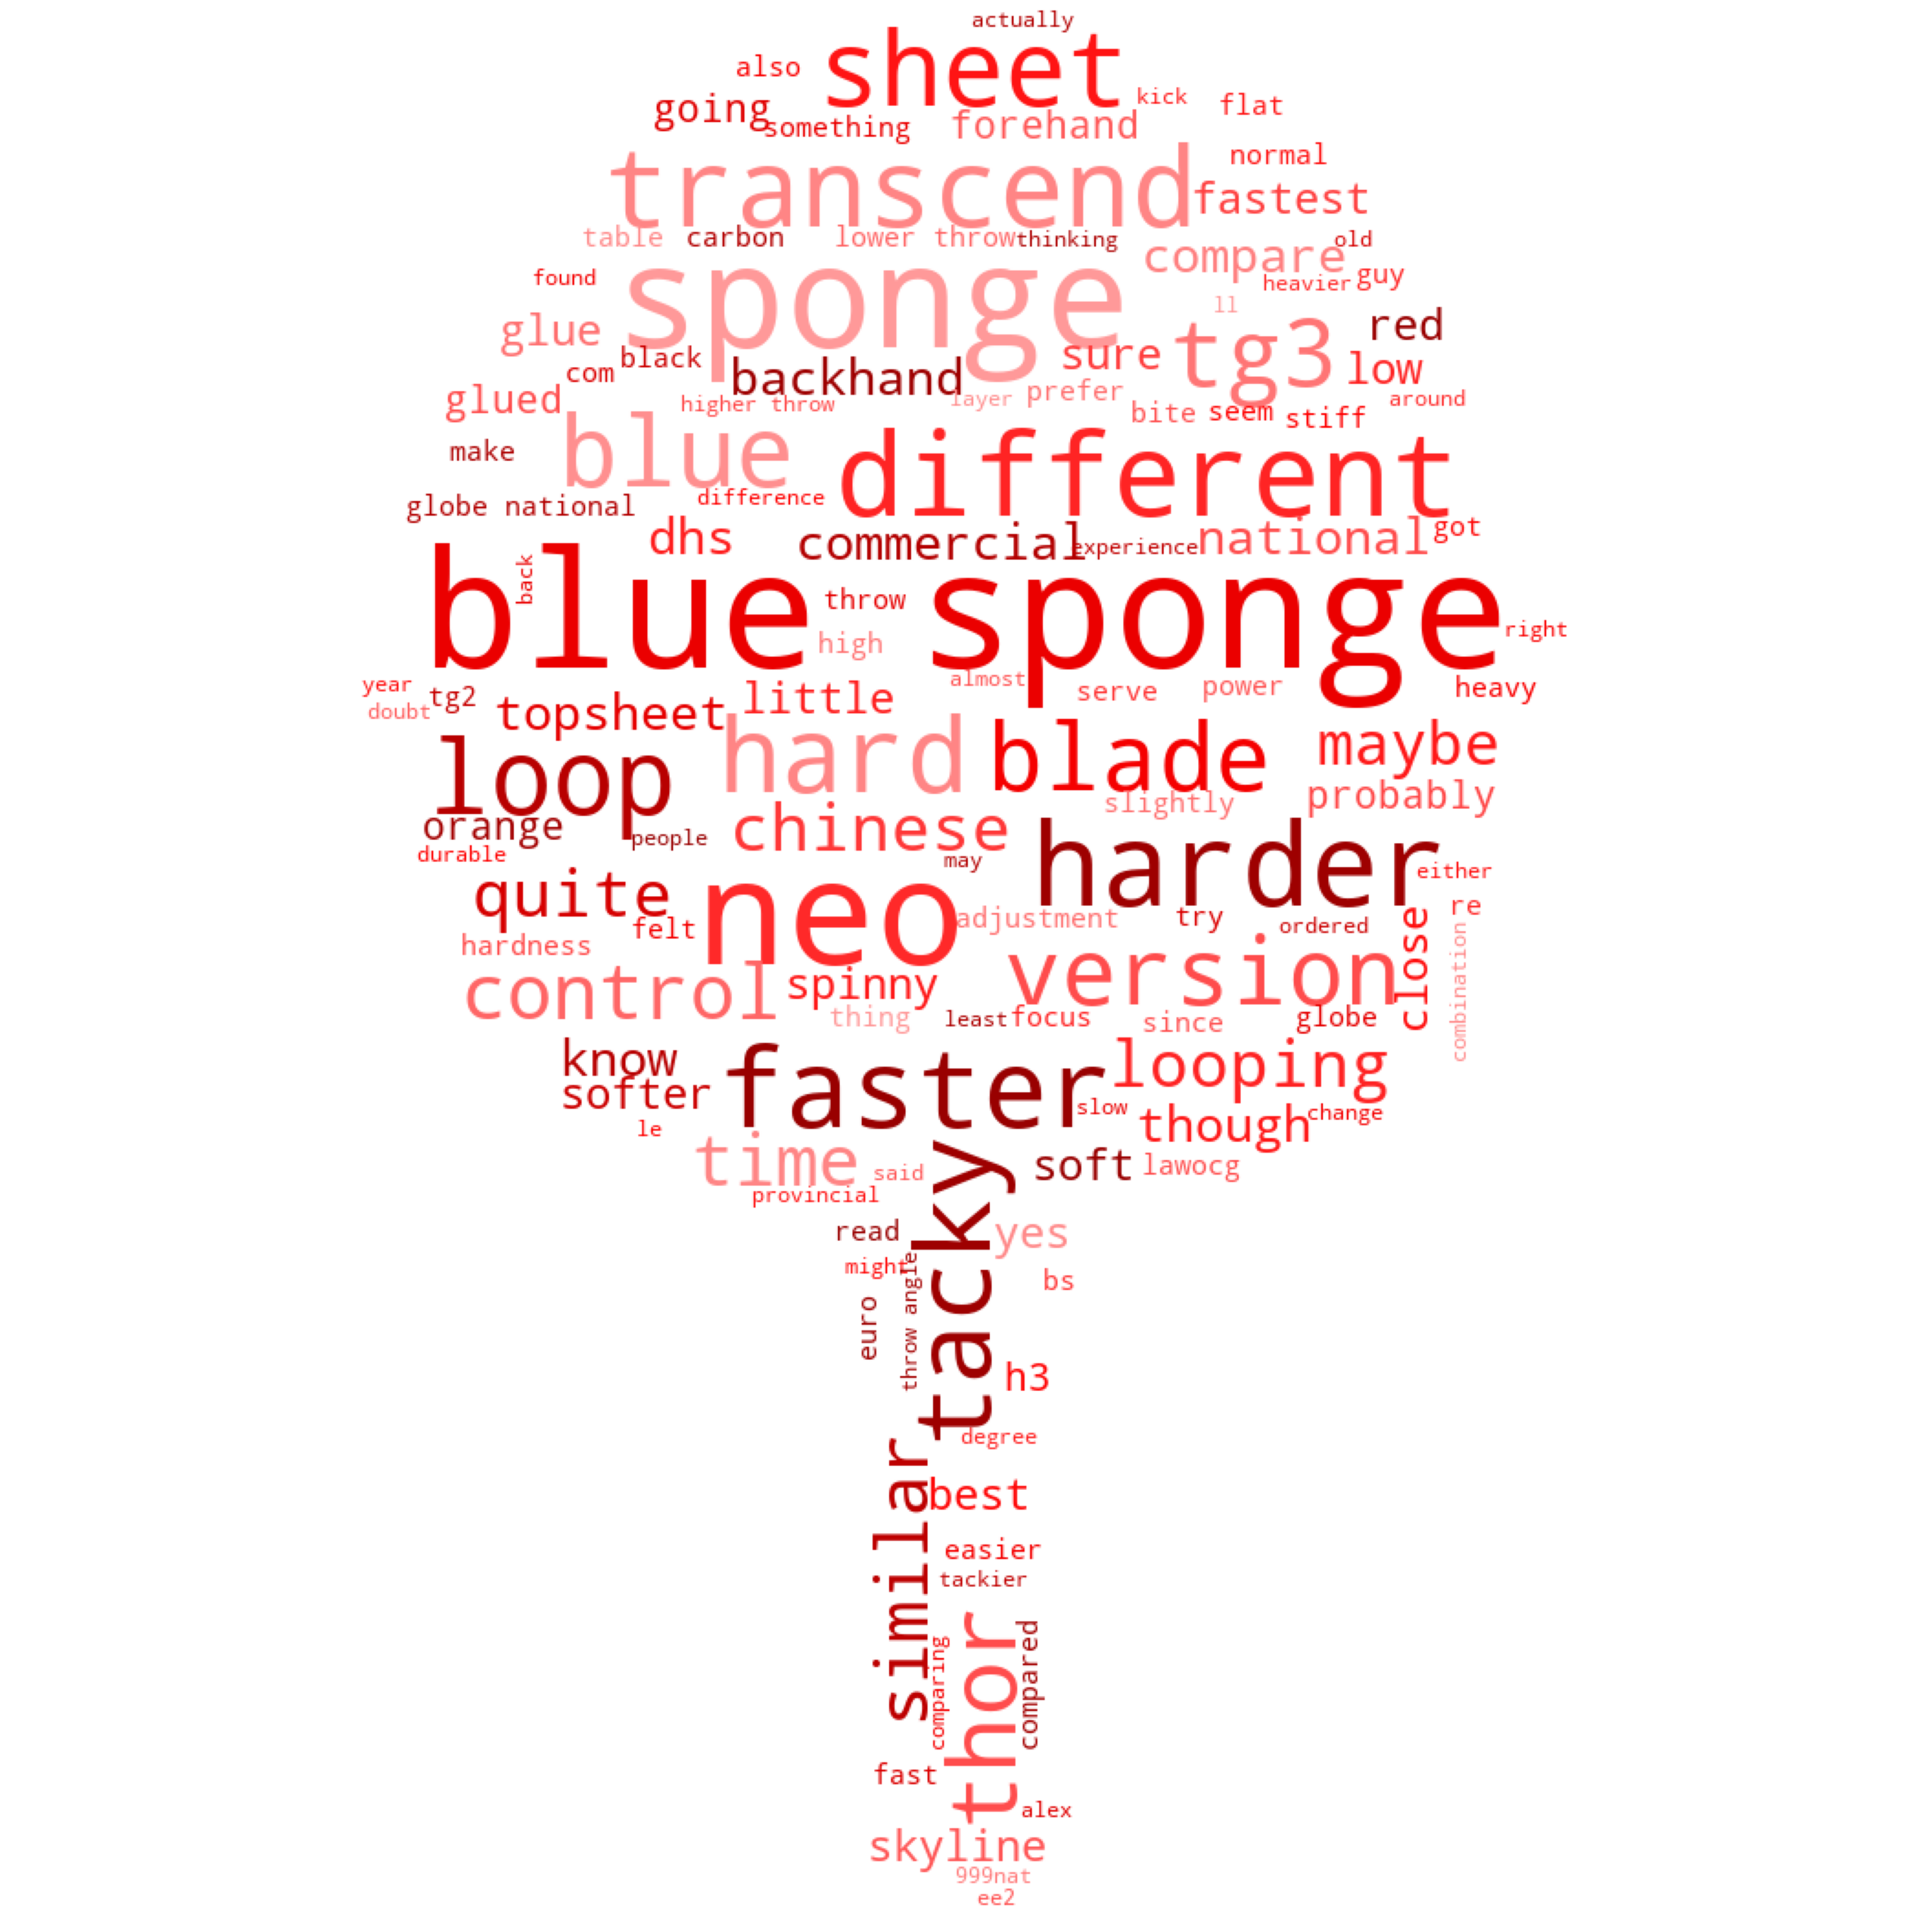 actually
sheet
also
kick
going
flat
something
forehand
transcend
normal
fastest
table
carbon
lower throw
thinking
old
compare
sponge
found
heavier
guy
ll
glue
tg3
red
black
sure
low
com
backhand
glued
higher throw
layer
prefer
around
bite
seem
stiff
blue
make
different
difference
globe national
dhs
commercial
experience
national
got
back
blue sponge
throw
high
right
year
tg2
almost
serve
power
heavy
doubt
topsheet
little
hard
blade
maybe
loop
slightly
probably
orange
people
chinese
durable
may
harder
either
quite
neo
felt
adjustment
try
ordered
close
re
hardness
combination
control
spinny
version
thing
least
focus
since
globe
know
faster
looping
softer
slow
though
change
le
time
said
tacky
soft
lawocg
provincial
read
yes
might
throw angle
bs
euro
h3
degree
similar
best
easier
tackier
thor
comparing
compared
fast
alex
skyline
999nat
ee2